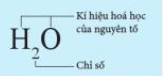 Kí hiệu hoá học
của nguyên tố
H₂O
Chỉ số